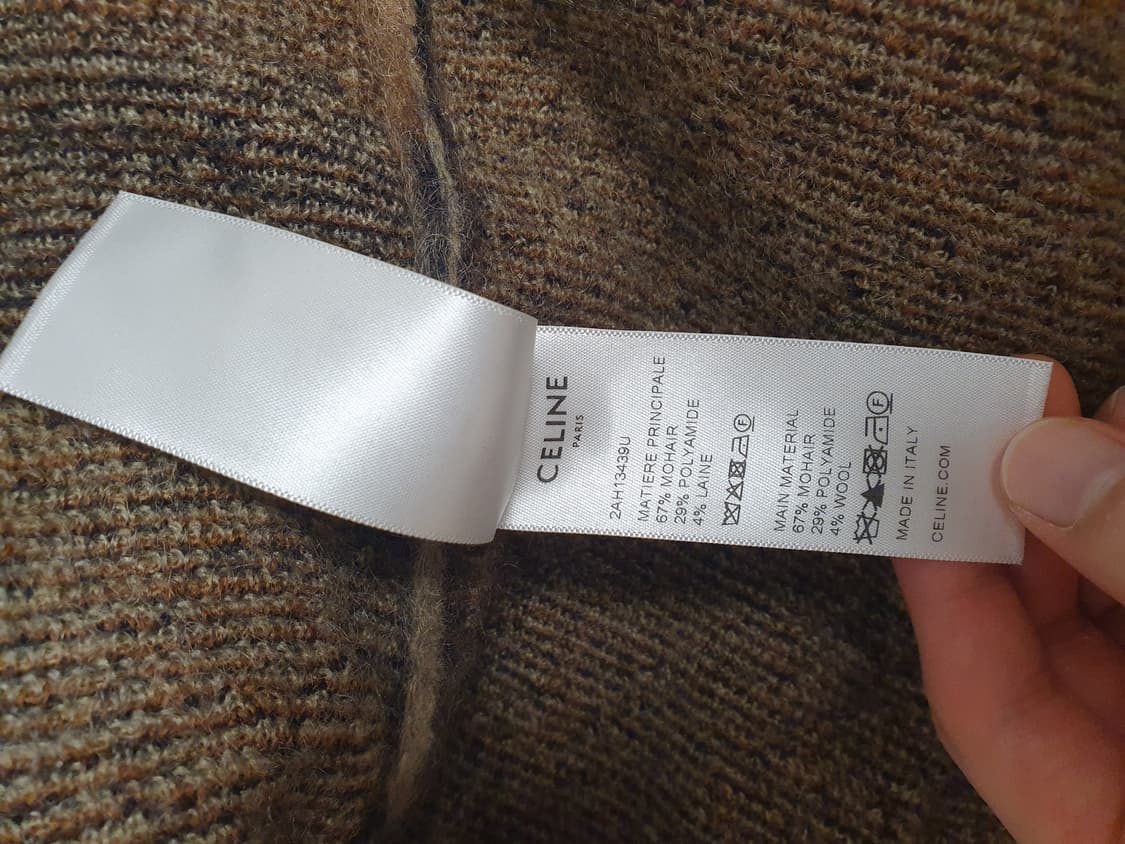 CELINE
PARIS
2AH13439U
MATIERE PRINCIPALE
67% MOHAIR
29% POLYAMIDE
4% LAINE
MAIN MATERIAL
67% MOHAIR
29% POLYAMIDE
4% WOOL
MADE IN ITALY
CELINE.COM